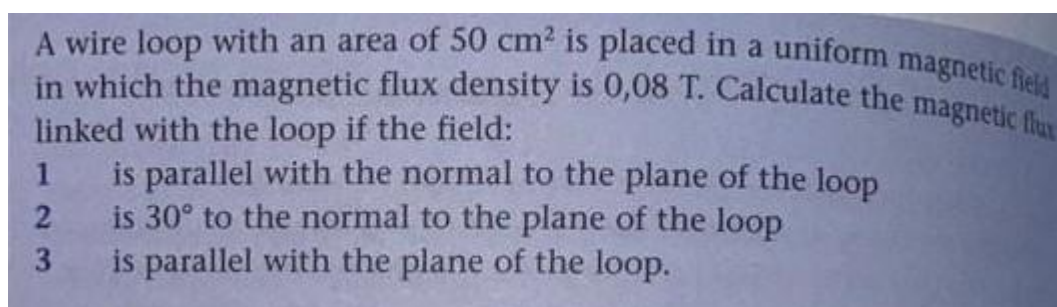 A wire loop with an area of 50 cm² is placed in a uniform magnetic field
in which the magnetic flux density is 0,08 T. Calculate the magnetic flux
linked with the loop if the field:
1 is parallel with the normal to the plane of the loop
2 is 30° to the normal to the plane of the loop
3 is parallel with the plane of the loop.